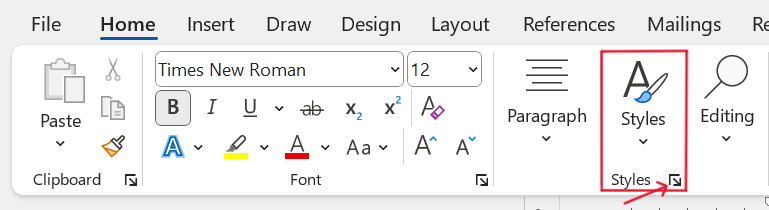 File Home Insert Draw Design Layout References Mailings Re
Times New Roman 12
B I U ab x₂ x² A
Paste Paragraph Styles Editing
A A Aa A A
Clipboard Font Styles